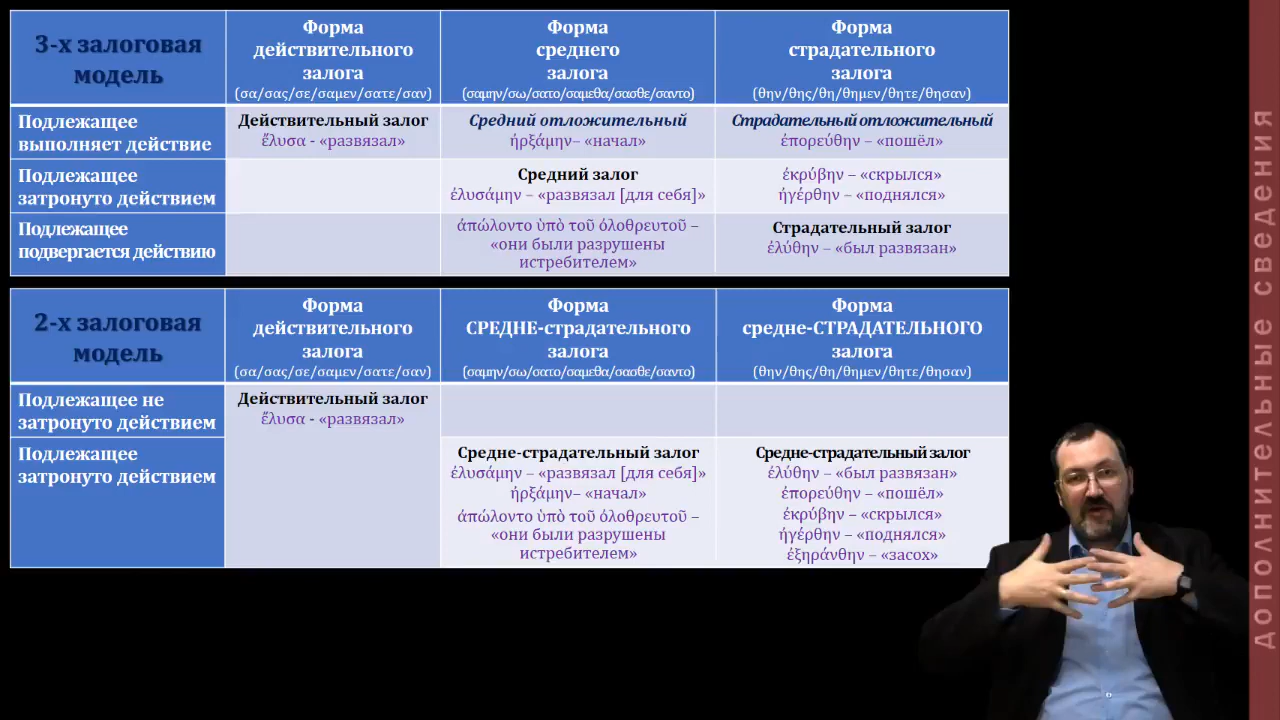 3-х залоговая
модель
Форма
действительного
залога
(σα/σας/σε/σαμεν/σατε/σαν)
Форма
среднего
залога
(σαμην/σω/σατο/σαμεθα/σασθε/σαντο)
Форма
страдательного
залога
(θην/θης/θη/θημεν/θητε/θησαν)
Подлежащее
выполняет действие
Действительный залог
ἔλυσα - «развязал»
Средний отложительный
ἠρξάμην– «начал»
Страдательный отложительный
ἐπορεύθην – «пошёл»
Подлежащее
затронуто действием
Средний залог
ἐλυσάμην – «развязал [для себя]»
ἐκρύβην – «скрылся»
ἠγέρθην – «поднялся»
Подлежащее
подвергается действию
ἀπώλοντο ὑπὸ τοῦ ὀλοθρευτοῦ –
«они были разрушены
истребителем»
Страдательный залог
ἐλύθην – «был развязан»
2-х залоговая
модель
Форма
действительного
залога
(σα/σας/σε/σαμεν/σατε/σαν)
Форма
СРЕДНЕ-страдательного
залога
(σαμην/σω/σατο/σαμεθα/σασθε/σαντο)
Форма
средне-СТРАДАТЕЛЬНОГО
залога
(θην/θης/θη/θημεν/θητε/θησαν)
Подлежащее не
затронуто действием
Действительный залог
ἔλυσα - «развязал»
Подлежащее
затронуто действием
Средне-страдательный залог
ἐλυσάμην – «развязал [для себя]»
ἠρξάμην– «начал»
ἀπώλοντο ὑπὸ τοῦ ὀλοθρευτοῦ –
«они были разрушены
истребителем»
Средне-страдательный залог
ἐλύθην – «был развязан»
ἐπορεύθην – «пошёл»
ἐκρύβην – «скрылся»
ἠγέρθην – «поднялся»
ἐξηράνθην – «засох»
дополнительные сведения